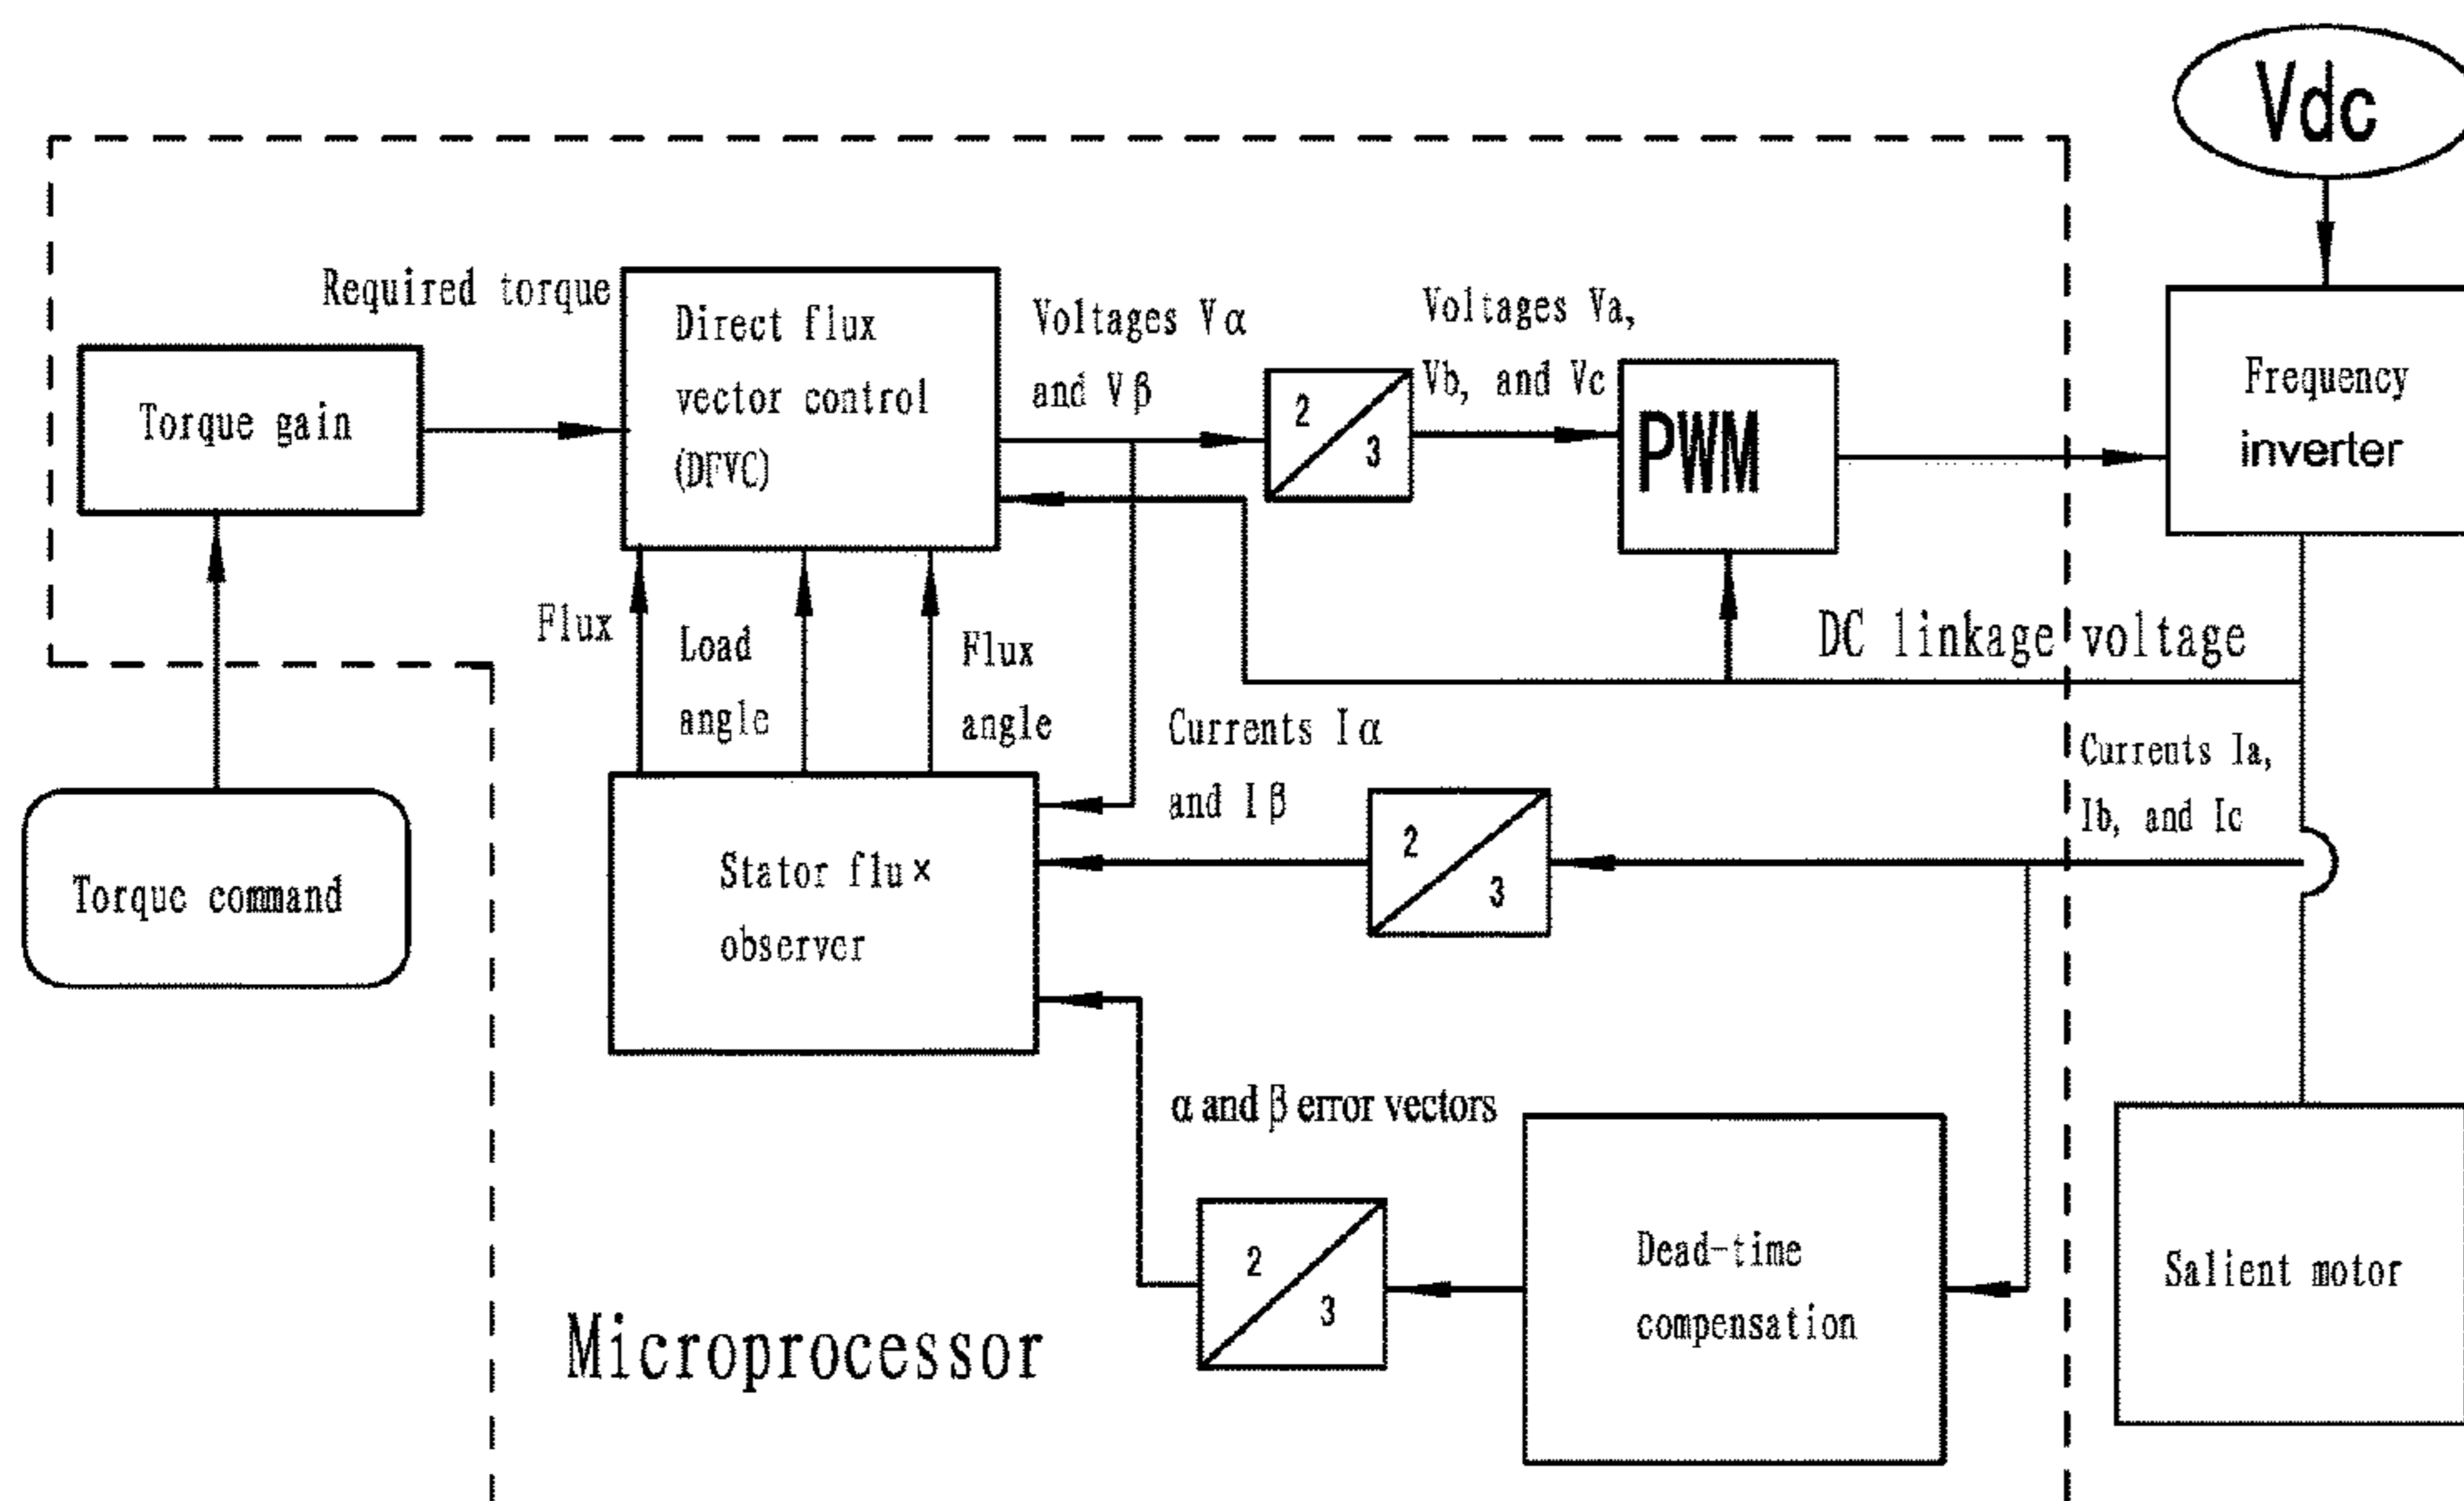 Vdc
Required torque
Direct flux
vector control
(DFVC)
Voltages Vα
and Vβ
Voltages Va,
Vb, and Vc
Torque gain
2
3
PWM
Frequency
inverter
Flux
Load
angle
Flux
angle
DC linkage voltage
Currents Iα
and Iβ
Currents Ia,
Ib, and Ic
Torque command
Stator flu×
observer
2
3
α and β error vectors
2
3
Dead-time
compensation
Salient motor
Microprocessor